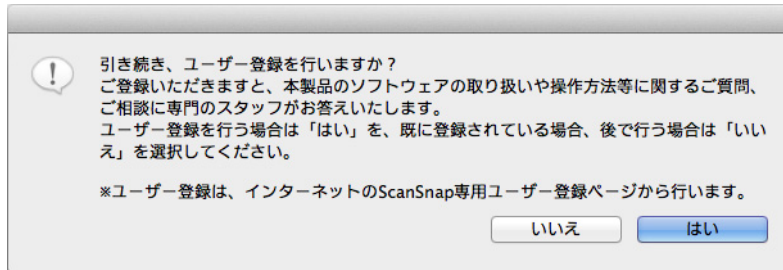 引き続き、ユーザー登録を行いますか？
ご登録いただきますと、本製品のソフトウェアの取り扱いや操作方法等に関するご質問、
ご相談に専門のスタッフがお答えいたします。
ユーザー登録を行う場合は「はい」を、既に登録されている場合、後で行う場合は「いい
え」を選択してください。
※ユーザー登録は、インターネットのScanSnap専用ユーザー登録ページから行います。
いいえ
はい